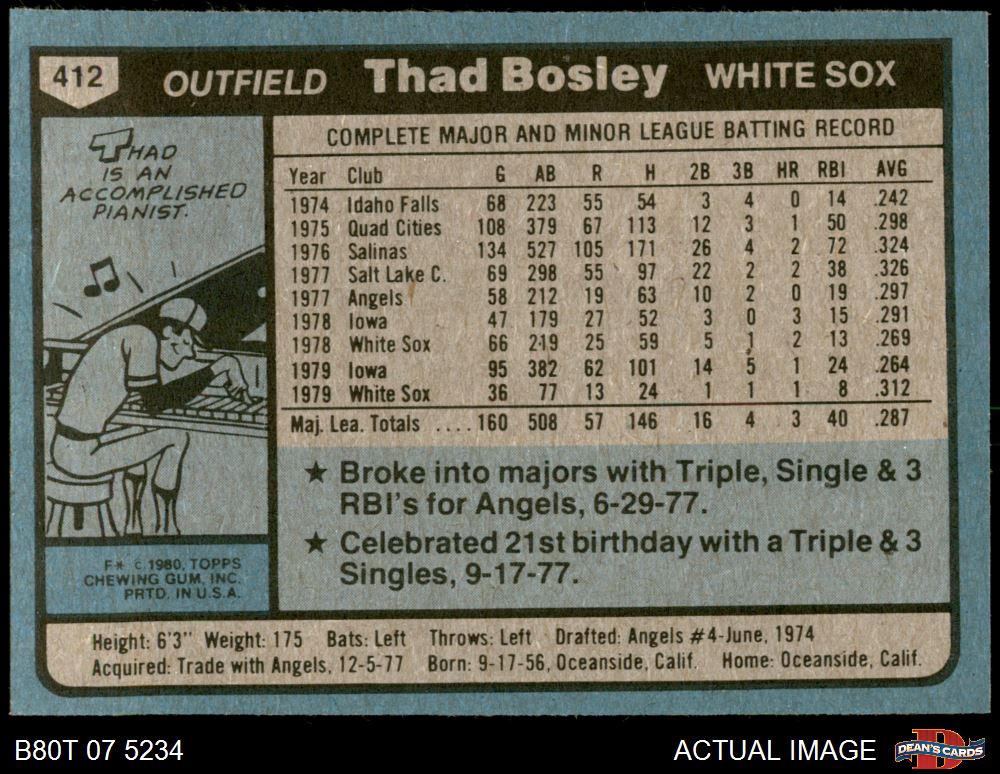 412 OUTFIELD Thad Bosley WHITE SOX
THAD
IS AN
ACCOMPLISHED
PIANIST.
COMPLETE MAJOR AND MINOR LEAGUE BATTING RECORD
Year Club G AB R H 2B 3B HR RBI AVG
1974 Idaho Falls 68 223 55 54 3 4 0 14 .242
1975 Quad Cities 108 379 67 113 12 3 1 50 .298
1976 Salinas 134 527 105 171 26 4 2 72 .324
1977 Salt Lake C. 69 298 55 97 22 2 2 38 .326
1977 Angels 58 212 19 63 10 2 0 19 .297
1978 Iowa 47 179 27 52 3 0 3 15 .291
1978 White Sox 66 219 25 59 5 1 2 13 .269
1979 Iowa 95 382 62 101 14 5 1 24 .264
1979 White Sox 36 77 13 24 1 1 1 8 .312
Maj. Lea. Totals ....160 508 57 146 16 4 3 40 .287
★ Broke into majors with Triple, Single & 3
RBI's for Angels, 6-29-77.
★ Celebrated 21st birthday with a Triple & 3
Singles, 9-17-77.
F* c.1980, TOPPS
CHEWING GUM, INC.
PRTD. IN U.S.A.
Height: 6'3" Weight: 175 Bats: Left Throws: Left Drafted: Angels #4-June, 1974
Acquired: Trade with Angels, 12-5-77 Born: 9-17-56, Oceanside, Calif. Home: Oceanside, Calif.
B80T 07 5234 ACTUAL IMAGE DEAN'S CARDS